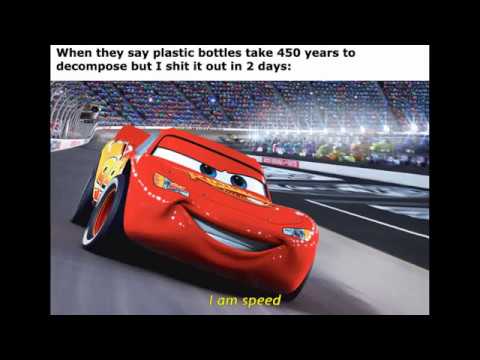 When they say plastic bottles take 450 years to
decompose but I shit it out in 2 days:
I am speed